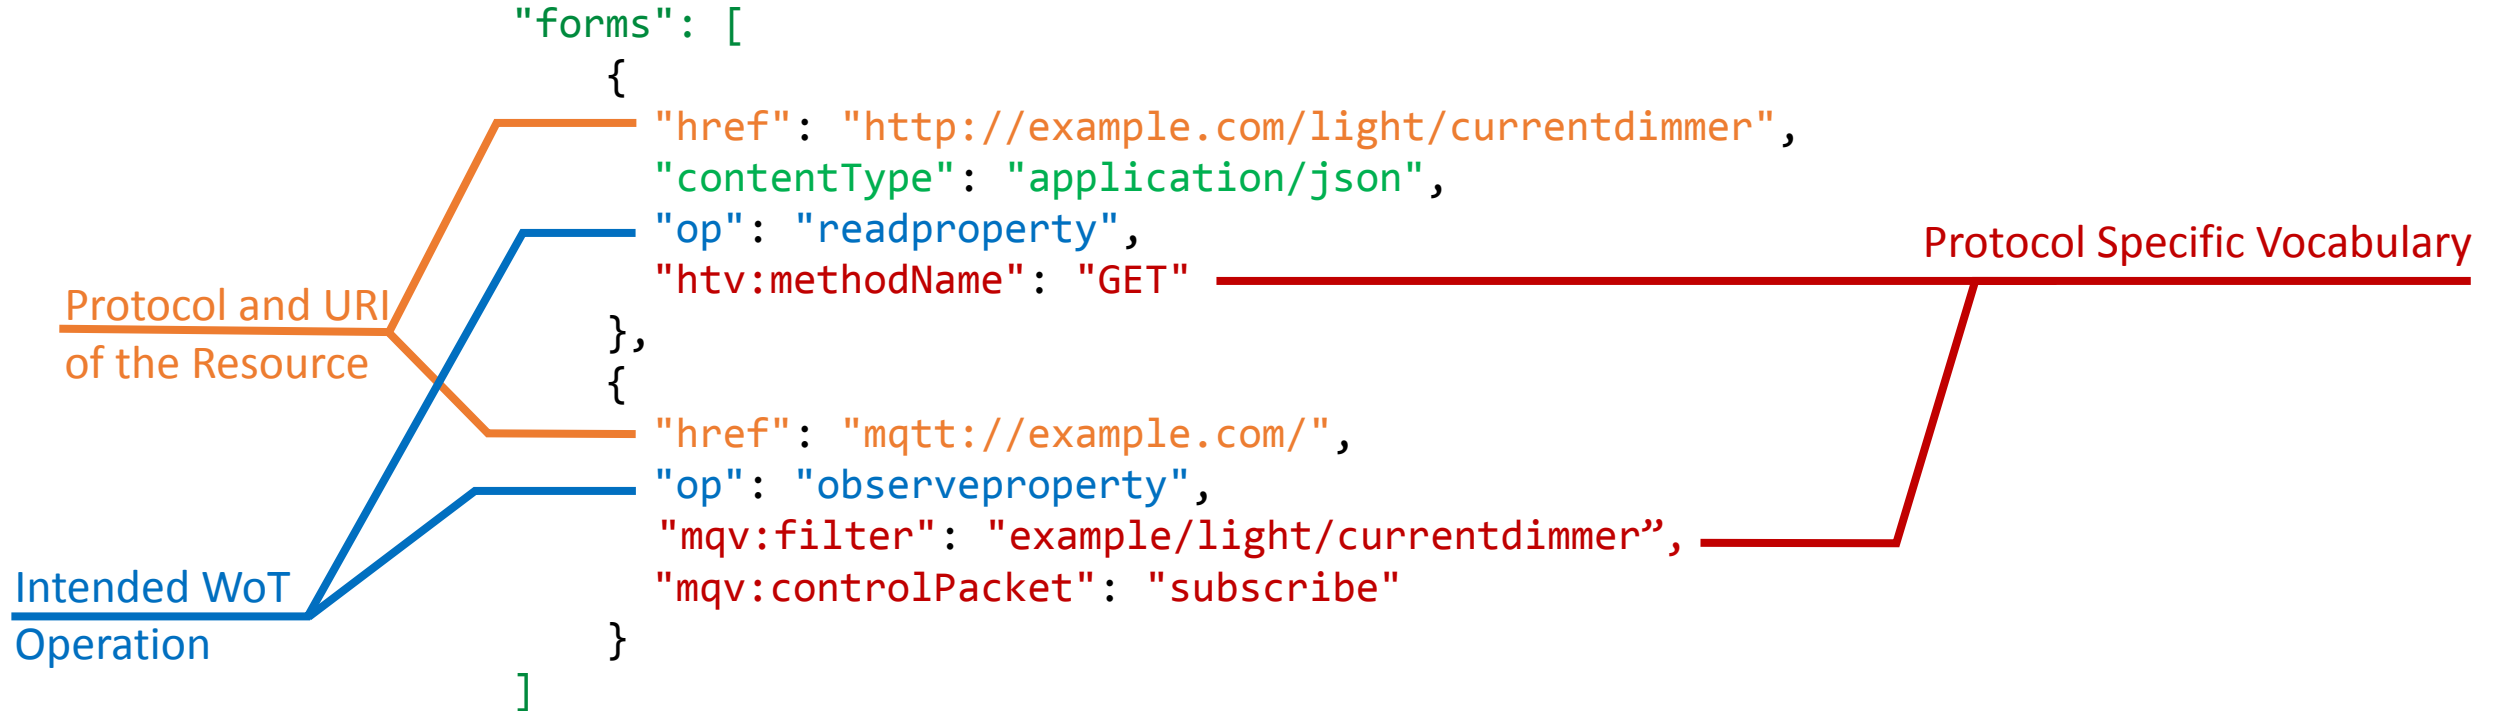 "forms": [
{
"href": "http://example.com/light/currentdimmer",
"contentType": "application/json",
"op": "readproperty",
"htv:methodName": "GET"
},
{
"href": "mqtt://example.com/",
"op": "observeproperty",
"mqv:filter": "example/light/currentdimmer”,
"mqv:controlPacket": "subscribe"
}
]
Protocol and URI
of the Resource
Intended WoT
Operation
Protocol Specific Vocabulary